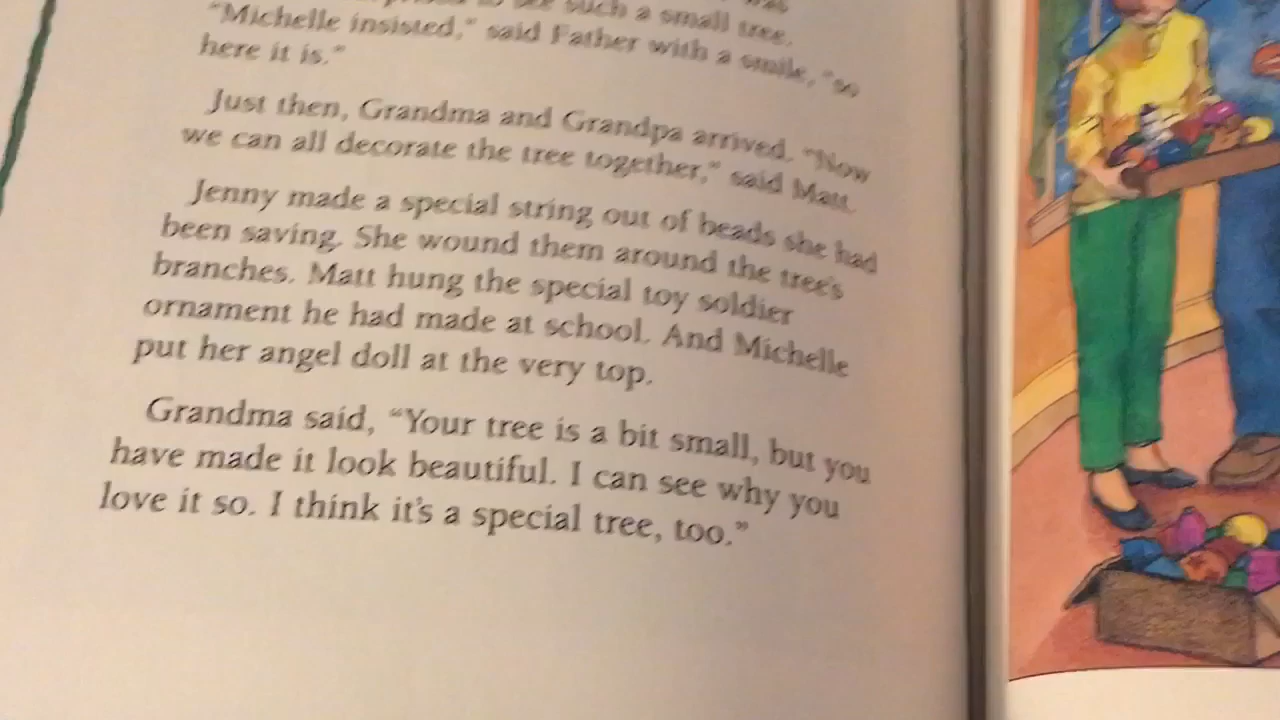 such a small tree.
"Michelle insisted," said Father with a smile, "so
here it is."
Just then, Grandma and Grandpa arrived. "Now
we can all decorate the tree together," said Matt.
Jenny made a special string out of beads she had
been saving. She wound them around the tree's
branches. Matt hung the special toy soldier
ornament he had made at school. And Michelle
put her angel doll at the very top.
Grandma said, "Your tree is a bit small, but you
have made it look beautiful. I can see why you
love it so. I think it's a special tree, too."